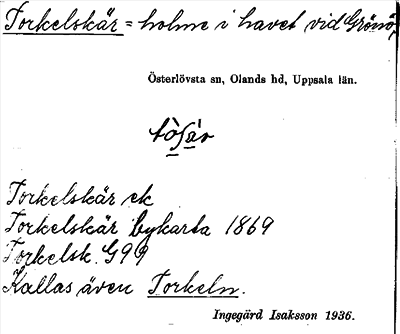 Torkelskär = holme i havet vid Grönö,
Österlövsta sn, Olands hd, Uppsala län.
Torkelskär ek
Torkelskär bykarta 1869
Torkelsk. G99
Kallas även Torkeln.
Ingegärd Isaksson 1936.